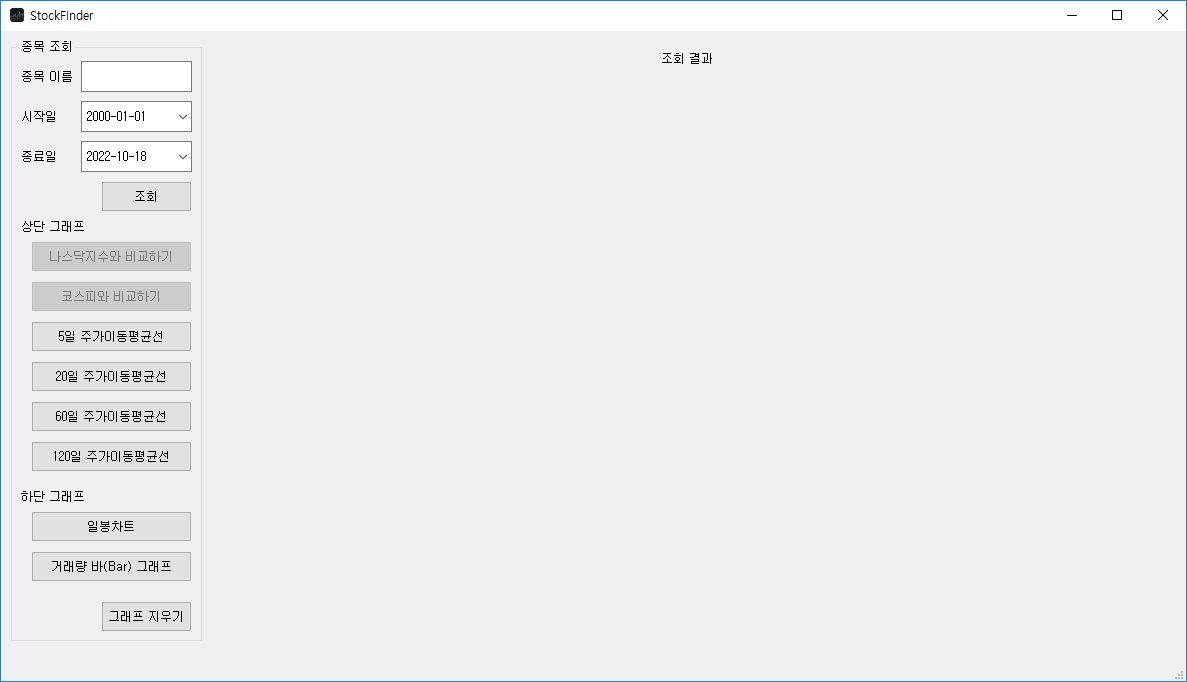 StockFInder
종목 조회
종목 이름
시작일
2000-01-01
종료일
2022-10-18
조회
상단 그래프
나스닥지수와 비교하기
코스피와 비교하기
5일 주가이동평균선
20일 주가이동평균선
60일 주가이동평균선
120일 주가이동평균선
하단 그래프
일봉차트
거래량 바(Bar) 그래프
그래프 지우기
조회 결과